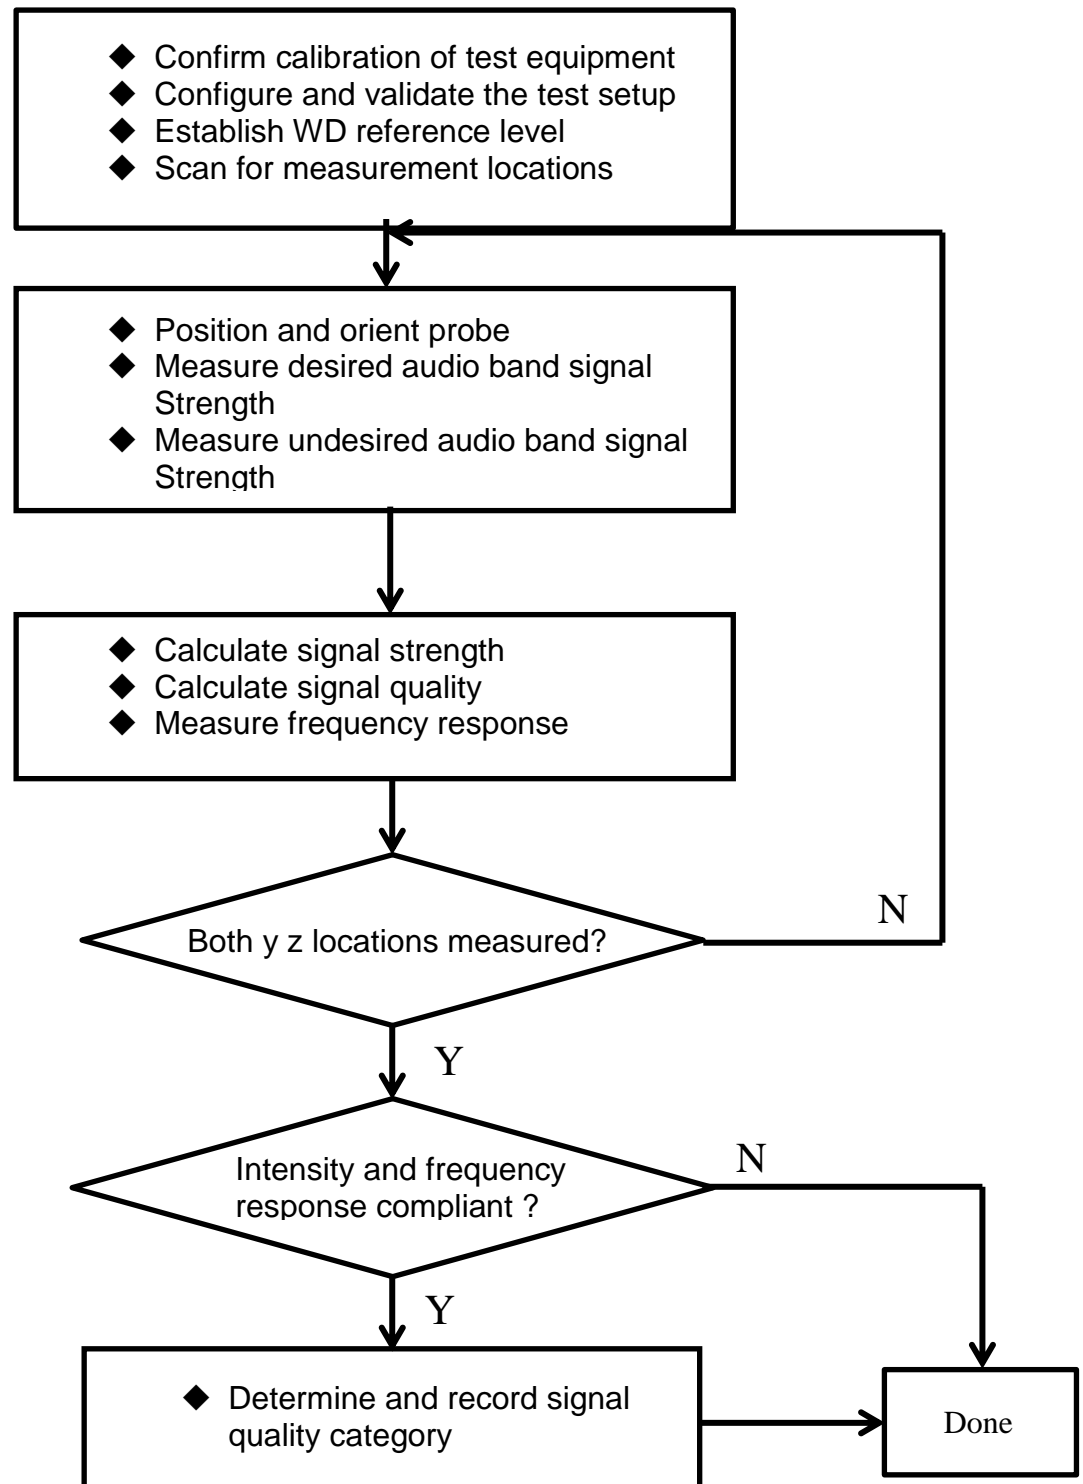 ◆ Confirm calibration of test equipment
◆ Configure and validate the test setup
◆ Establish WD reference level
◆ Scan for measurement locations
◆ Position and orient probe
◆ Measure desired audio band signal
Strength
◆ Measure undesired audio band signal
Strength
◆ Calculate signal strength
◆ Calculate signal quality
◆ Measure frequency response
Both y z locations measured?
N
Y
Intensity and frequency
response compliant ?
N
Y
◆ Determine and record signal
quality category
Done